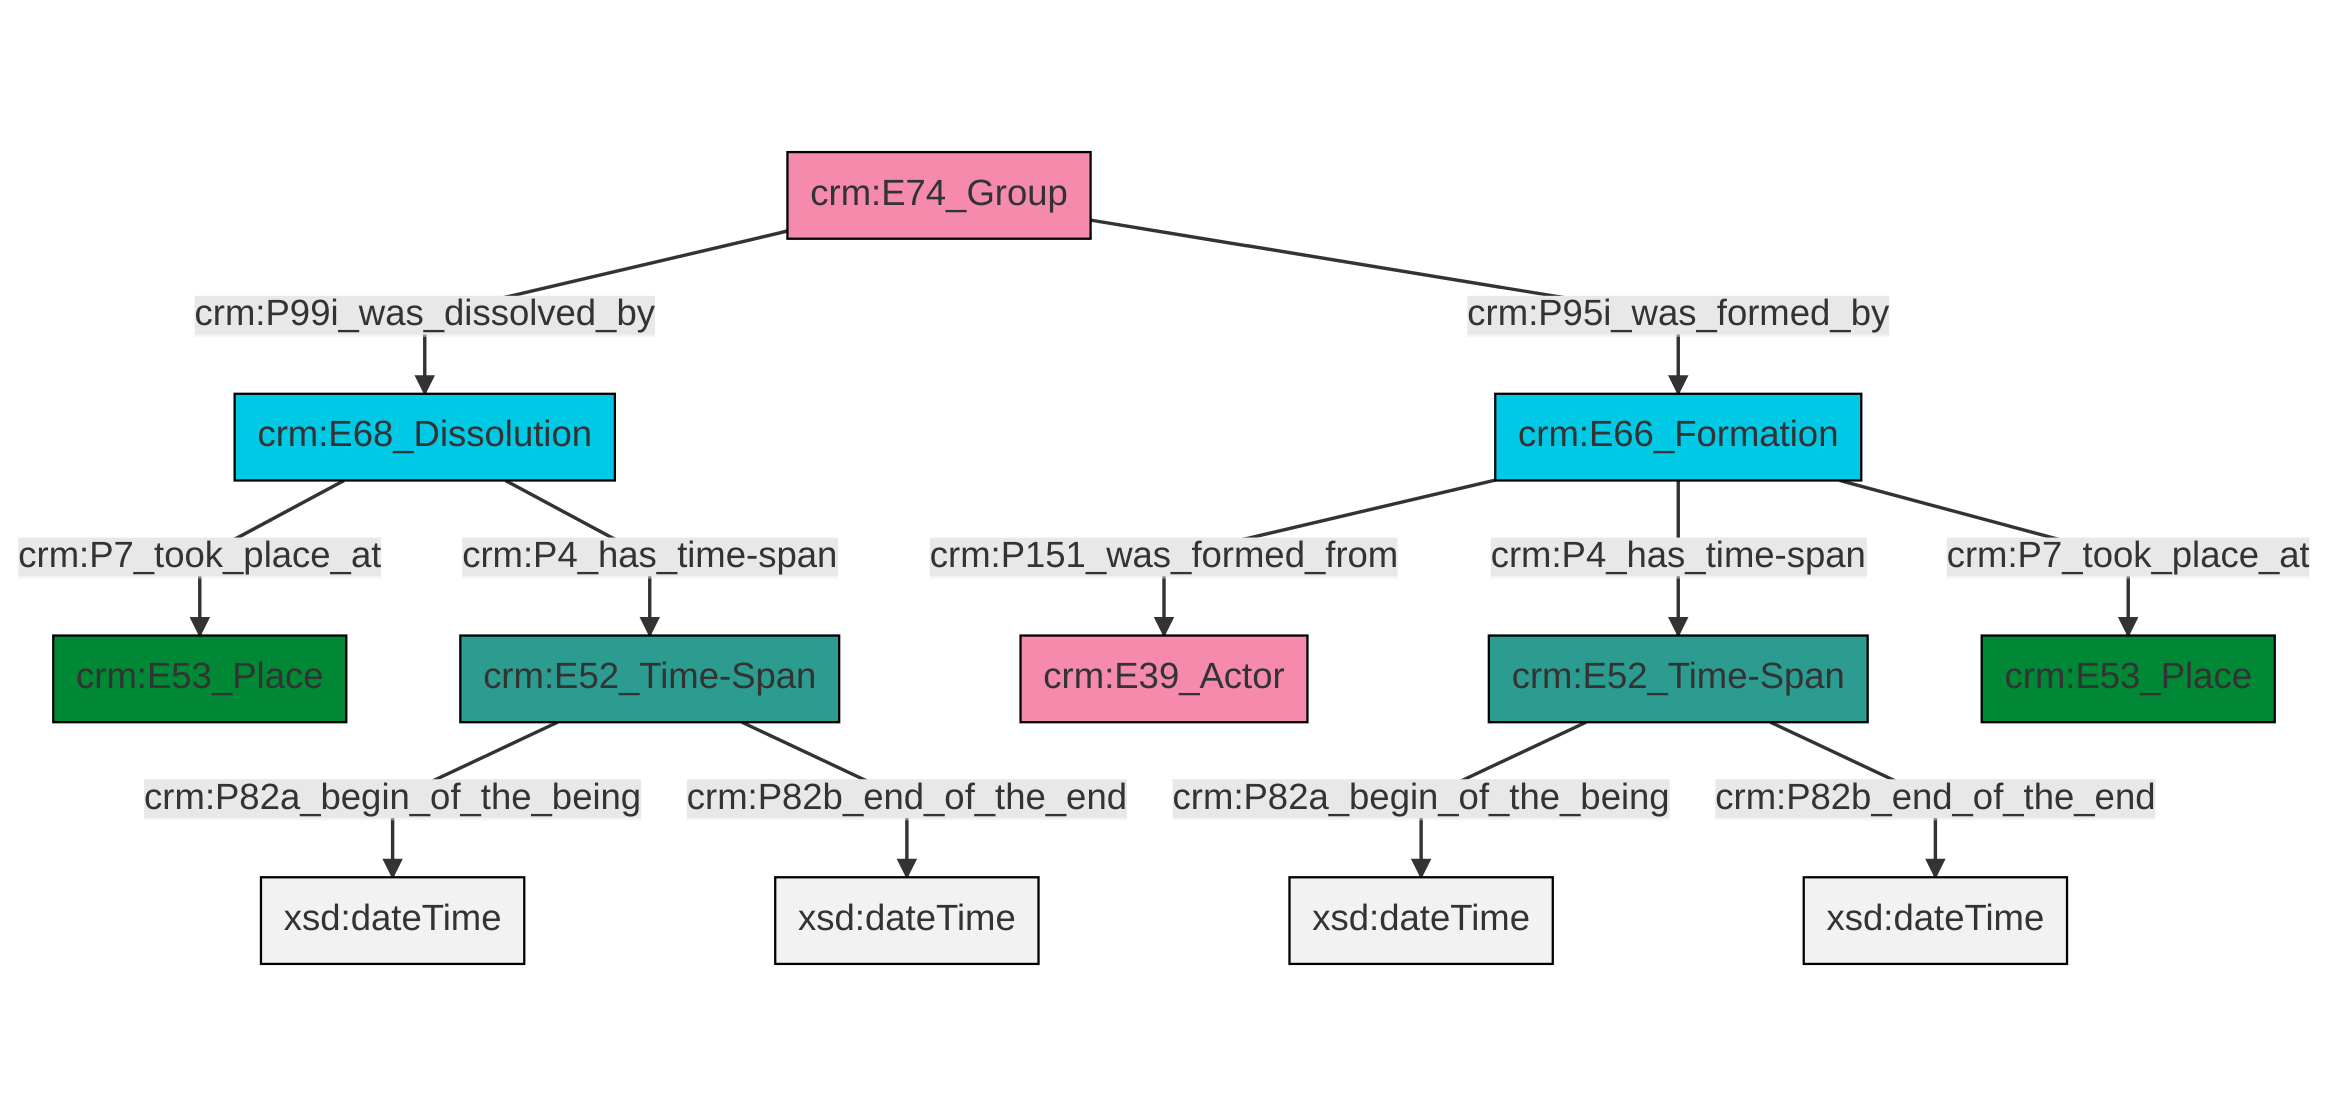 crm:E74_Group
crm:P99i_was_dissolved_by
crm:P95i_was_formed_by
crm:E68_Dissolution
crm:E66_Formation
crm:P7_took_place_at
crm:P4_has_time-span
crm:P151_was_formed_from
crm:P4_has_time-span
crm:P7_took_place_at
crm:E53_Place
crm:E52_Time-Span
crm:E39_Actor
crm:E52_Time-Span
crm:E53_Place
crm:P82a_begin_of_the_being
crm:P82b_end_of_the_end
crm:P82a_begin_of_the_being
crm:P82b_end_of_the_end
xsd:dateTime
xsd:dateTime
xsd:dateTime
xsd:dateTime